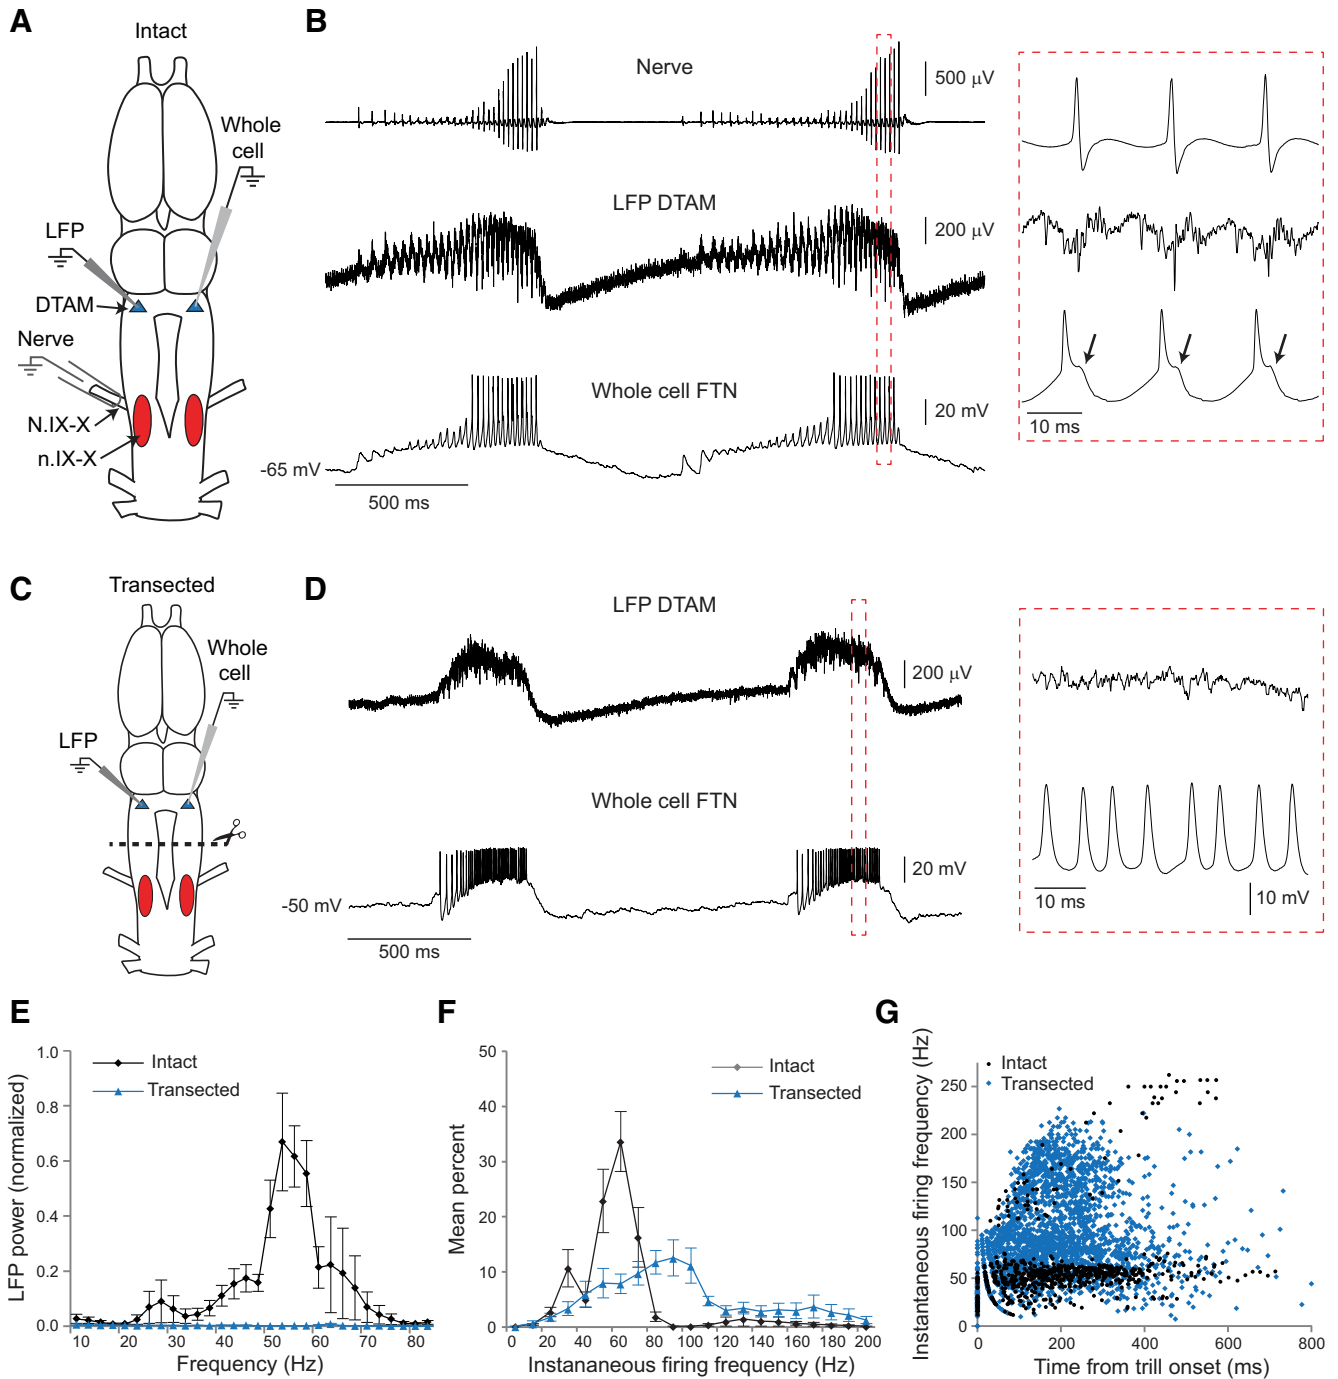 A
Intact
Whole
cell
LFP
DTAM
Nerve
N.IX-X
n.IX-X
B
Nerve
500 μV
LFP DTAM
200 μV
Whole cell FTN
20 mV
-65 mV
500 ms
10 ms
C
Transected
Whole
cell
LFP
D
LFP DTAM
200 μV
Whole cell FTN
20 mV
-50 mV
500 ms
10 ms
10 mV
E
LFP power (normalized)
1.0
0.8
0.6
0.4
0.2
0.0
Intact
Transected
10 20 30 40 50 60 70 80
Frequency (Hz)
F
Mean percent
50
40
30
20
10
0
Intact
Transected
0 20 40 60 80 100 120 140 160 180 200
Instananeous firing frequency (Hz)
G
Instantaneous firing frequency (Hz)
250
200
150
100
50
0
Intact
Transected
0 200 400 600 800
Time from trill onset (ms)